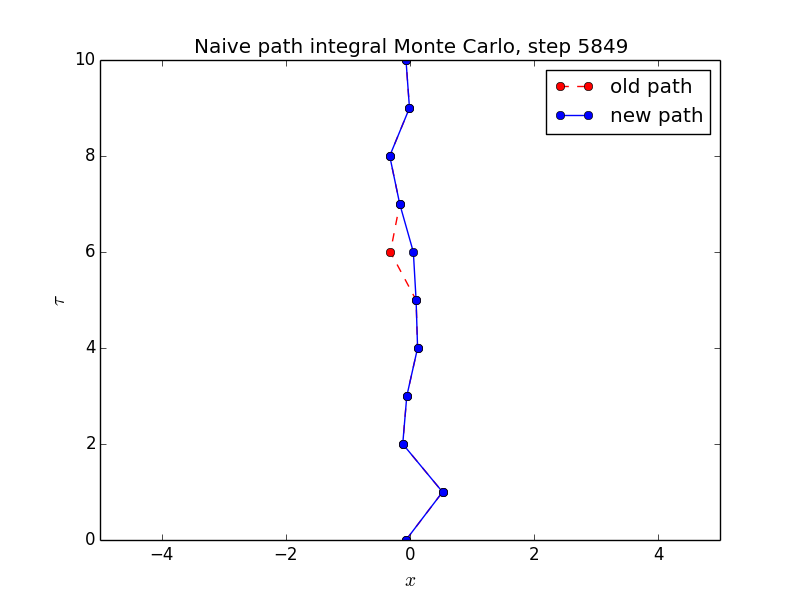 Naive path integral Monte Carlo, step 5849
old path
new path
10
8
6
4
2
0
τ
−4 −2 0 2 4
x